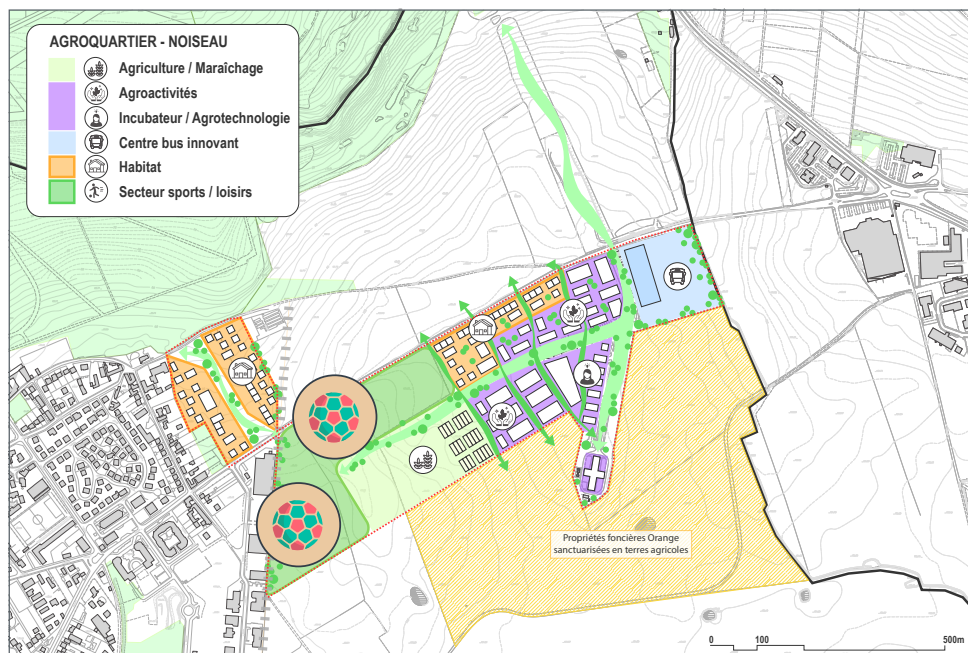 AGROQUARTIER - NOISEAU
Agriculture / Maraîchage
Agroactivités
Incubateur / Agrotechnologie
Centre bus innovant
Habitat
Secteur sports / loisirs
Propriétés foncières Orange
sanctuarisées en terres agricoles
0 100 500m